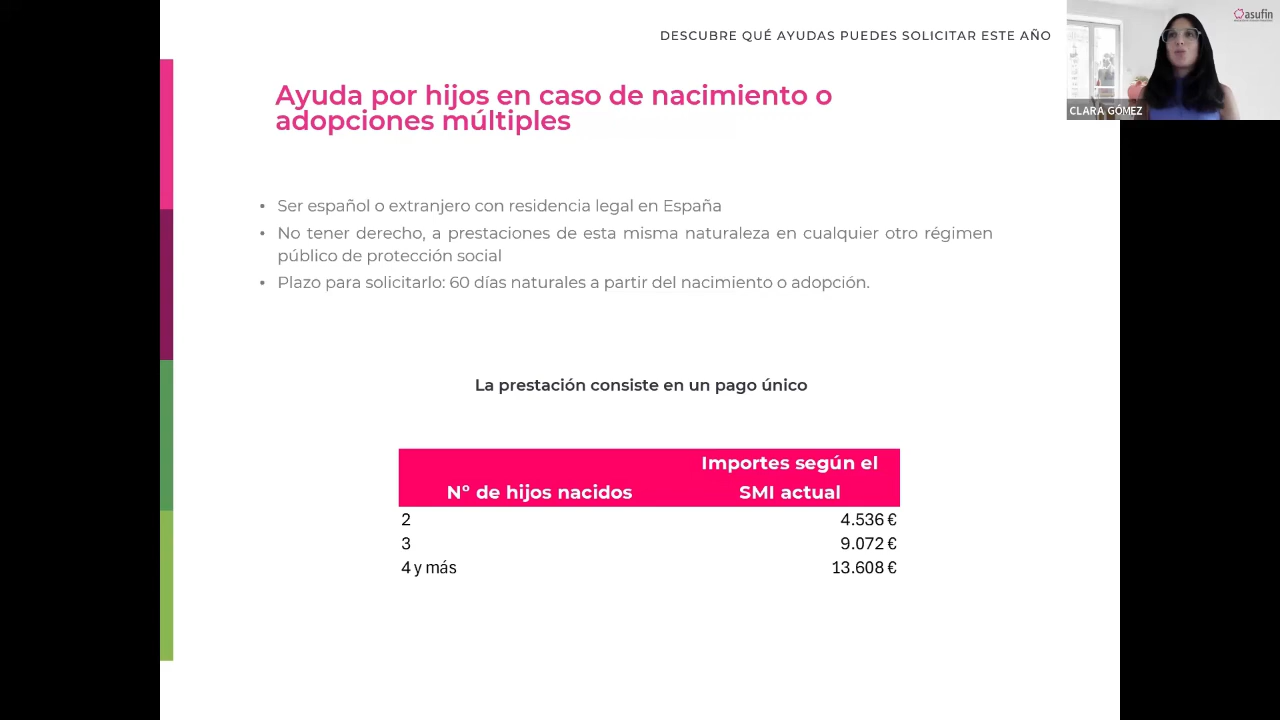 DESCUBRE QUÉ AYUDAS PUEDES SOLICITAR ESTE AÑO
asufin
CLARA GÓMEZ
Ayuda por hijos en caso de nacimiento o
adopciones múltiples
• Ser español o extranjero con residencia legal en España
• No tener derecho, a prestaciones de esta misma naturaleza en cualquier otro régimen
público de protección social
• Plazo para solicitarlo: 60 días naturales a partir del nacimiento o adopción.
La prestación consiste en un pago único
Nº de hijos nacidos Importes según el
SMI actual
2 4.536 €
3 9.072 €
4 y más 13.608 €